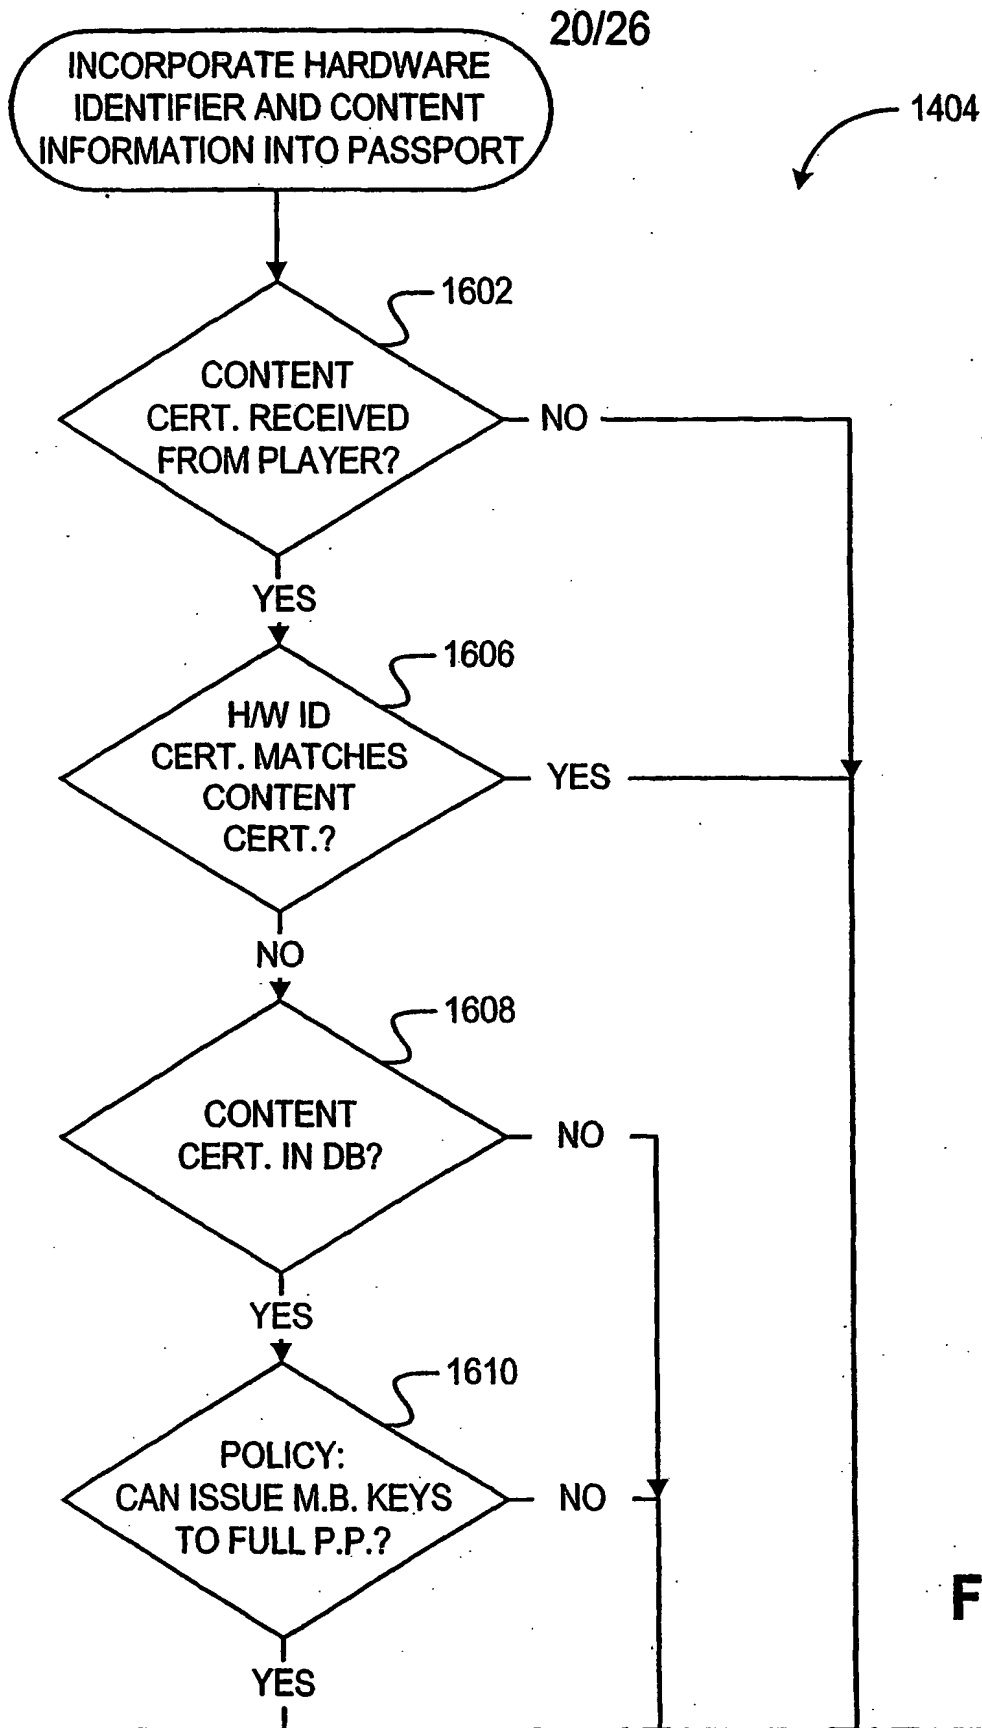 20/26
INCORPORATE HARDWARE
IDENTIFIER AND CONTENT
INFORMATION INTO PASSPORT
1404
1602
CONTENT
CERT. RECEIVED
FROM PLAYER?
NO
YES
1606
H/W ID
CERT. MATCHES
CONTENT
CERT.?
YES
NO
1608
CONTENT
CERT. IN DB?
NO
YES
1610
POLICY:
CAN ISSUE M.B. KEYS
TO FULL P.P.?
NO
F
YES